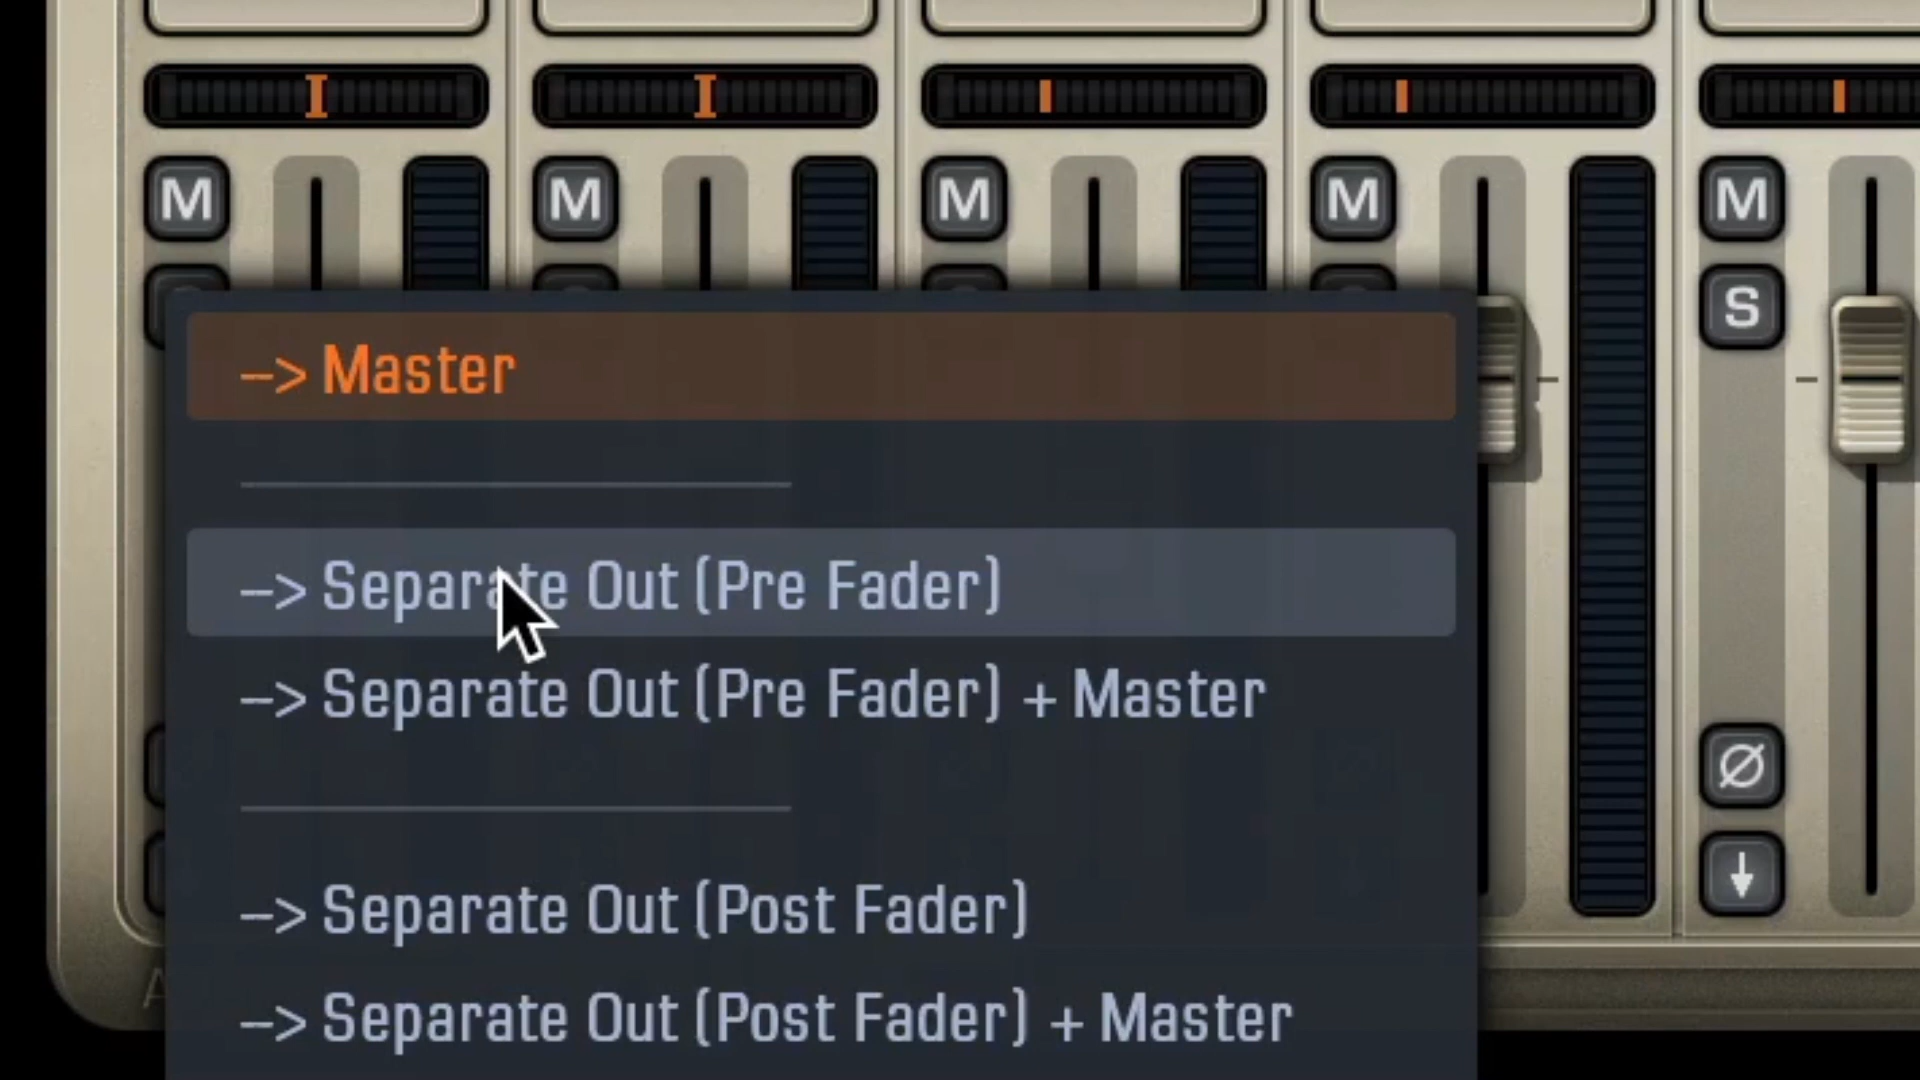 M M M M M
S
--> Master
--> Separate Out (Pre Fader)
--> Separate Out (Pre Fader) + Master
Ø
--> Separate Out (Post Fader)
--> Separate Out (Post Fader) + Master